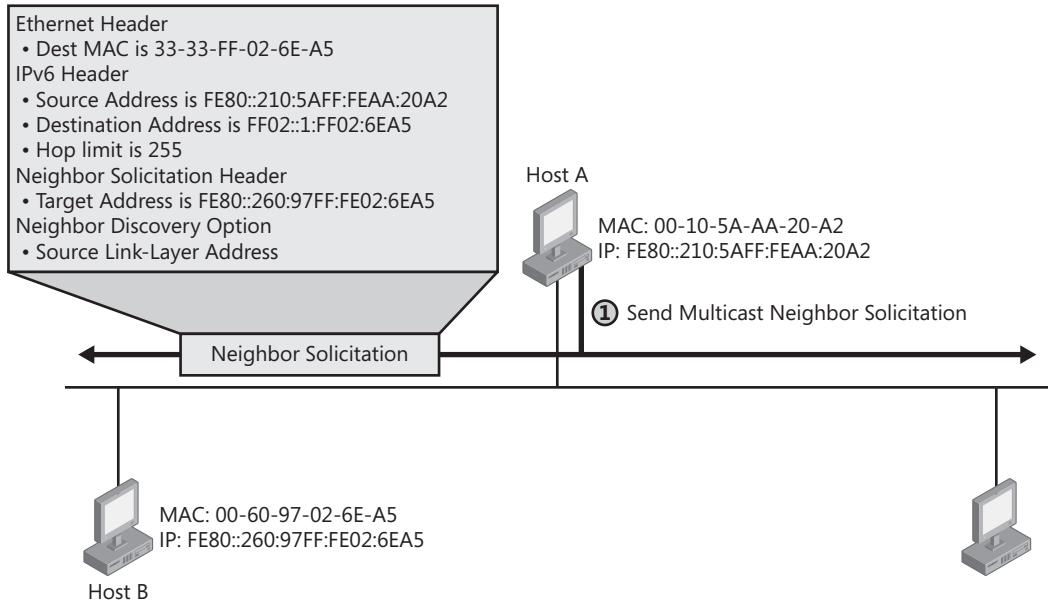 Ethernet Header
• Dest MAC is 33-33-FF-02-6E-A5
IPv6 Header
• Source Address is FE80::210:5AFF:FEAA:20A2
• Destination Address is FF02::1:FF02:6EA5
• Hop limit is 255
Neighbor Solicitation Header
• Target Address is FE80::260:97FF:FE02:6EA5
Neighbor Discovery Option
• Source Link-Layer Address
Host A
MAC: 00-10-5A-AA-20-A2
IP: FE80::210:5AFF:FEAA:20A2
1 Send Multicast Neighbor Solicitation
Neighbor Solicitation
MAC: 00-60-97-02-6E-A5
IP: FE80::260:97FF:FE02:6EA5
Host B